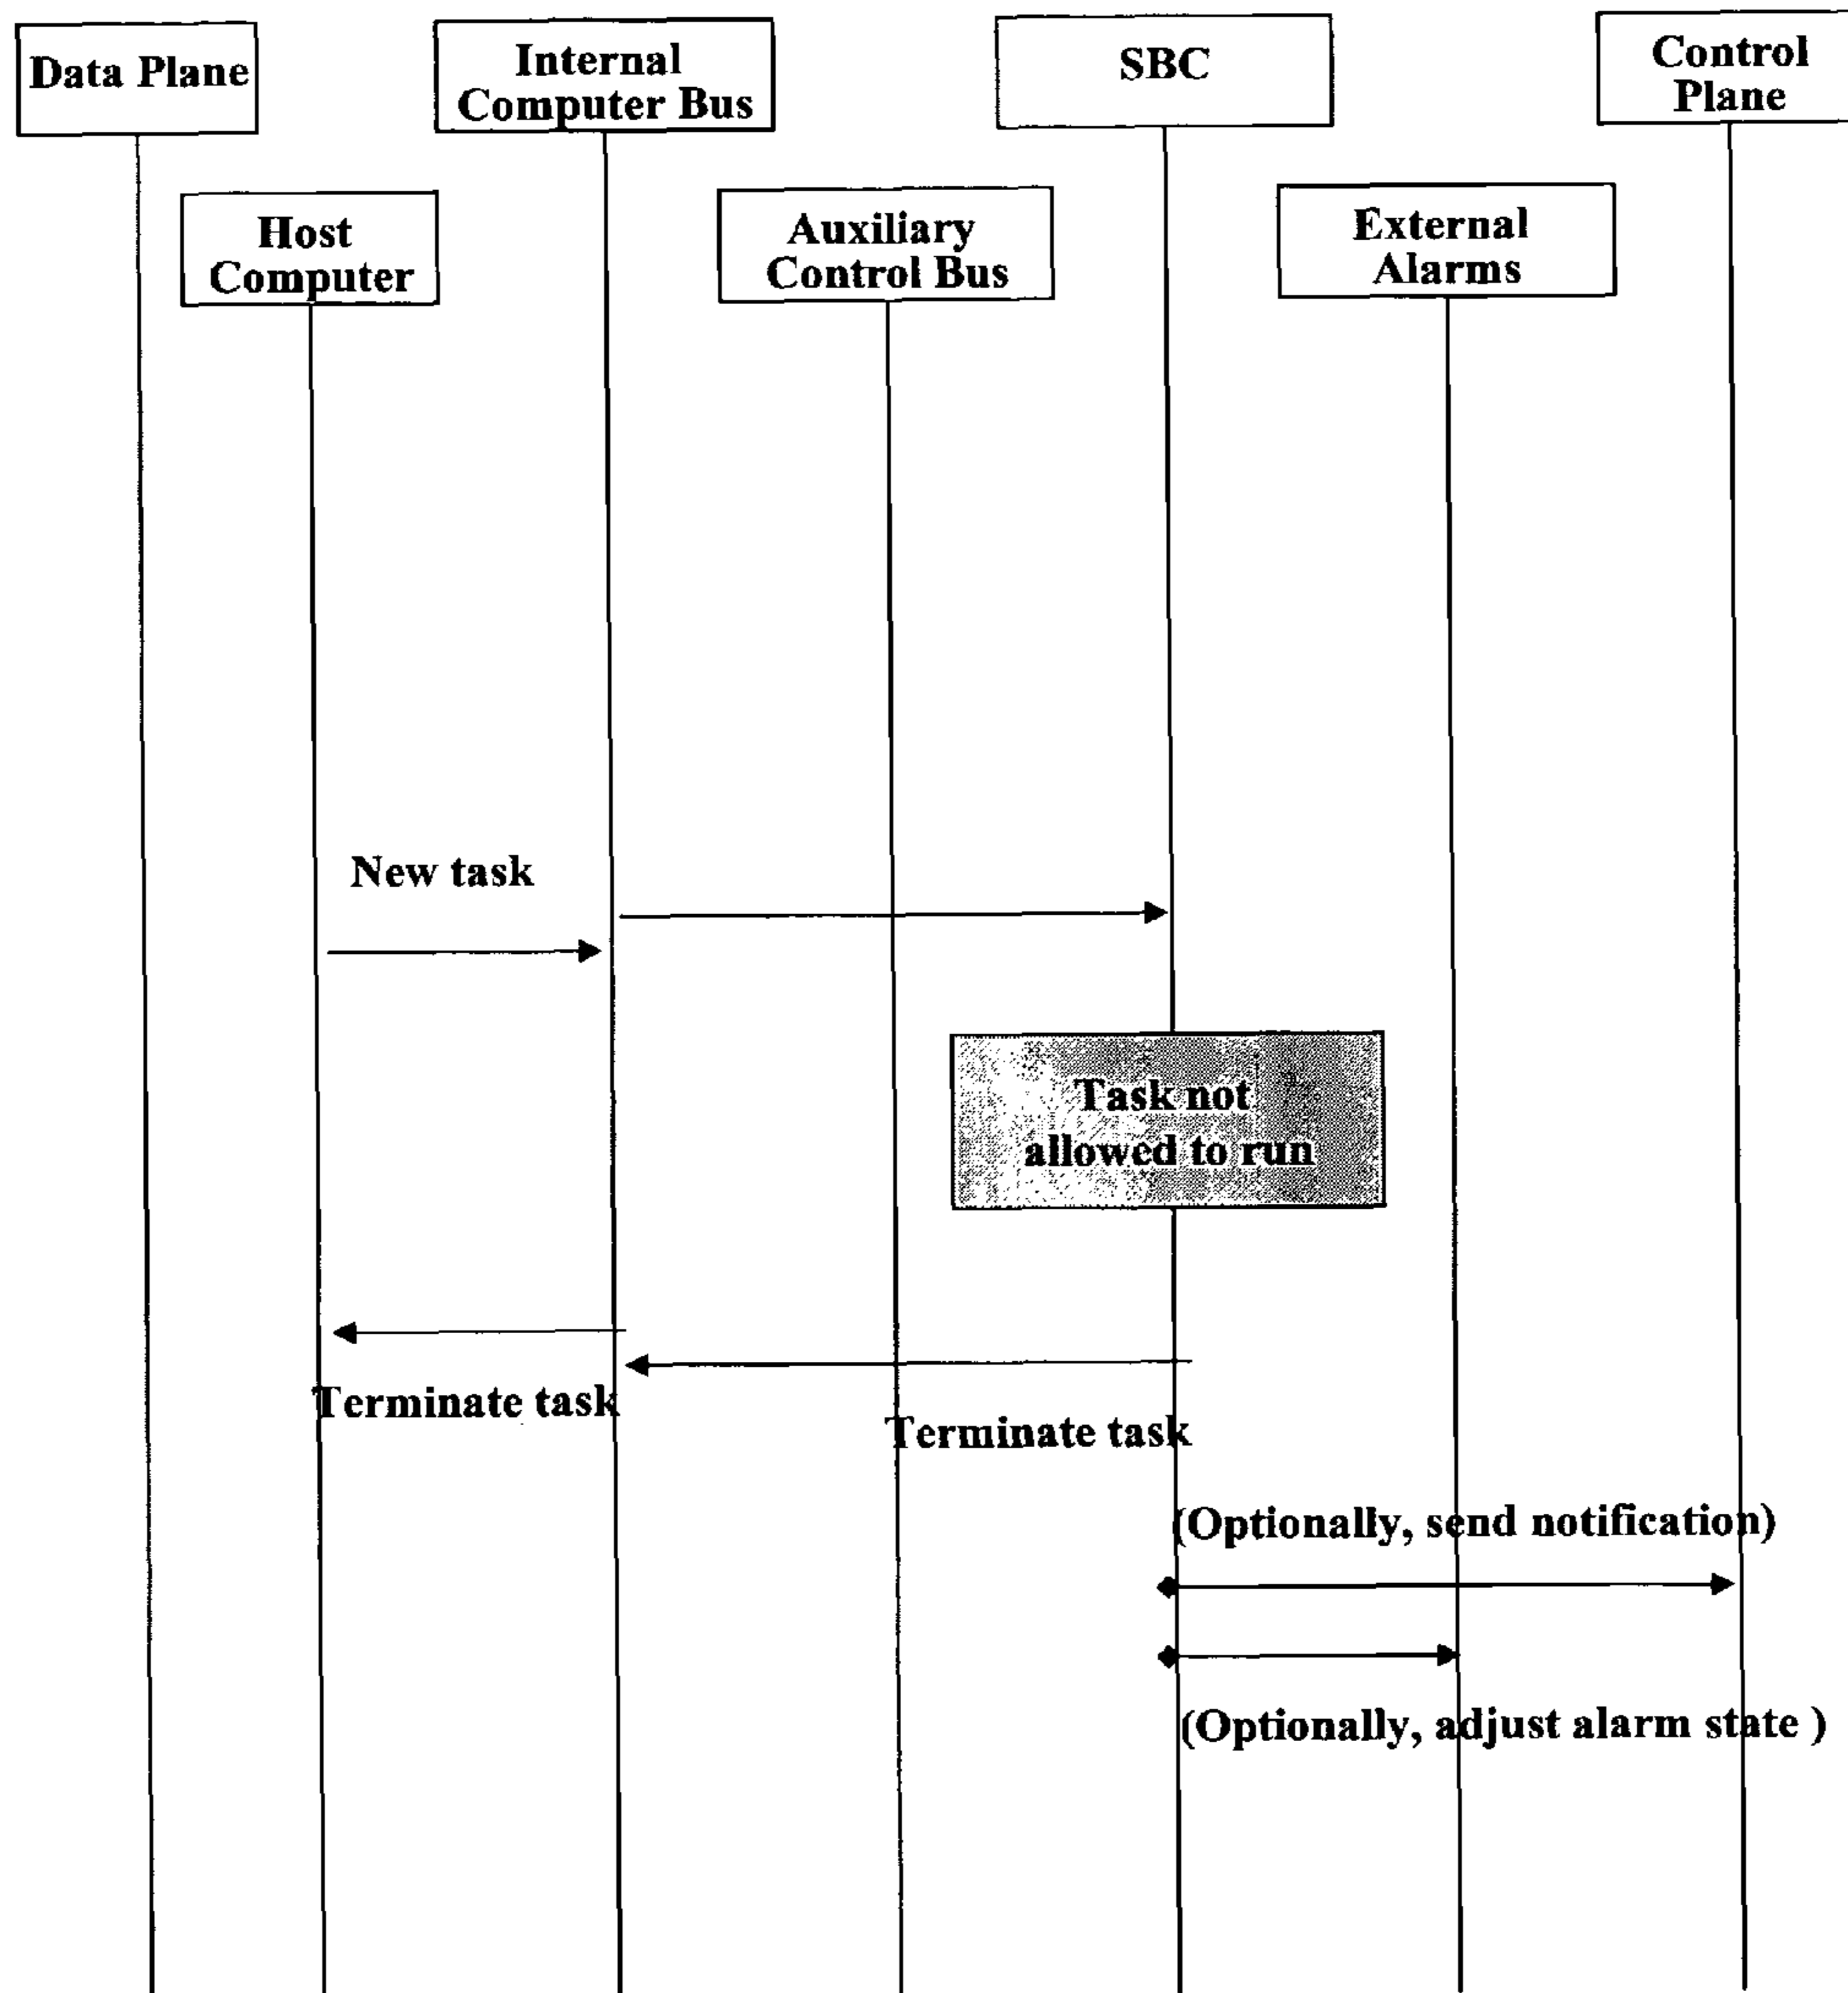 Data Plane
Internal
Computer Bus
SBC
Control
Plane
Host
Computer
Auxiliary
Control Bus
External
Alarms
New task
Task not
allowed to run
Terminate task
Terminate task
(Optionally, send notification)
(Optionally, adjust alarm state )